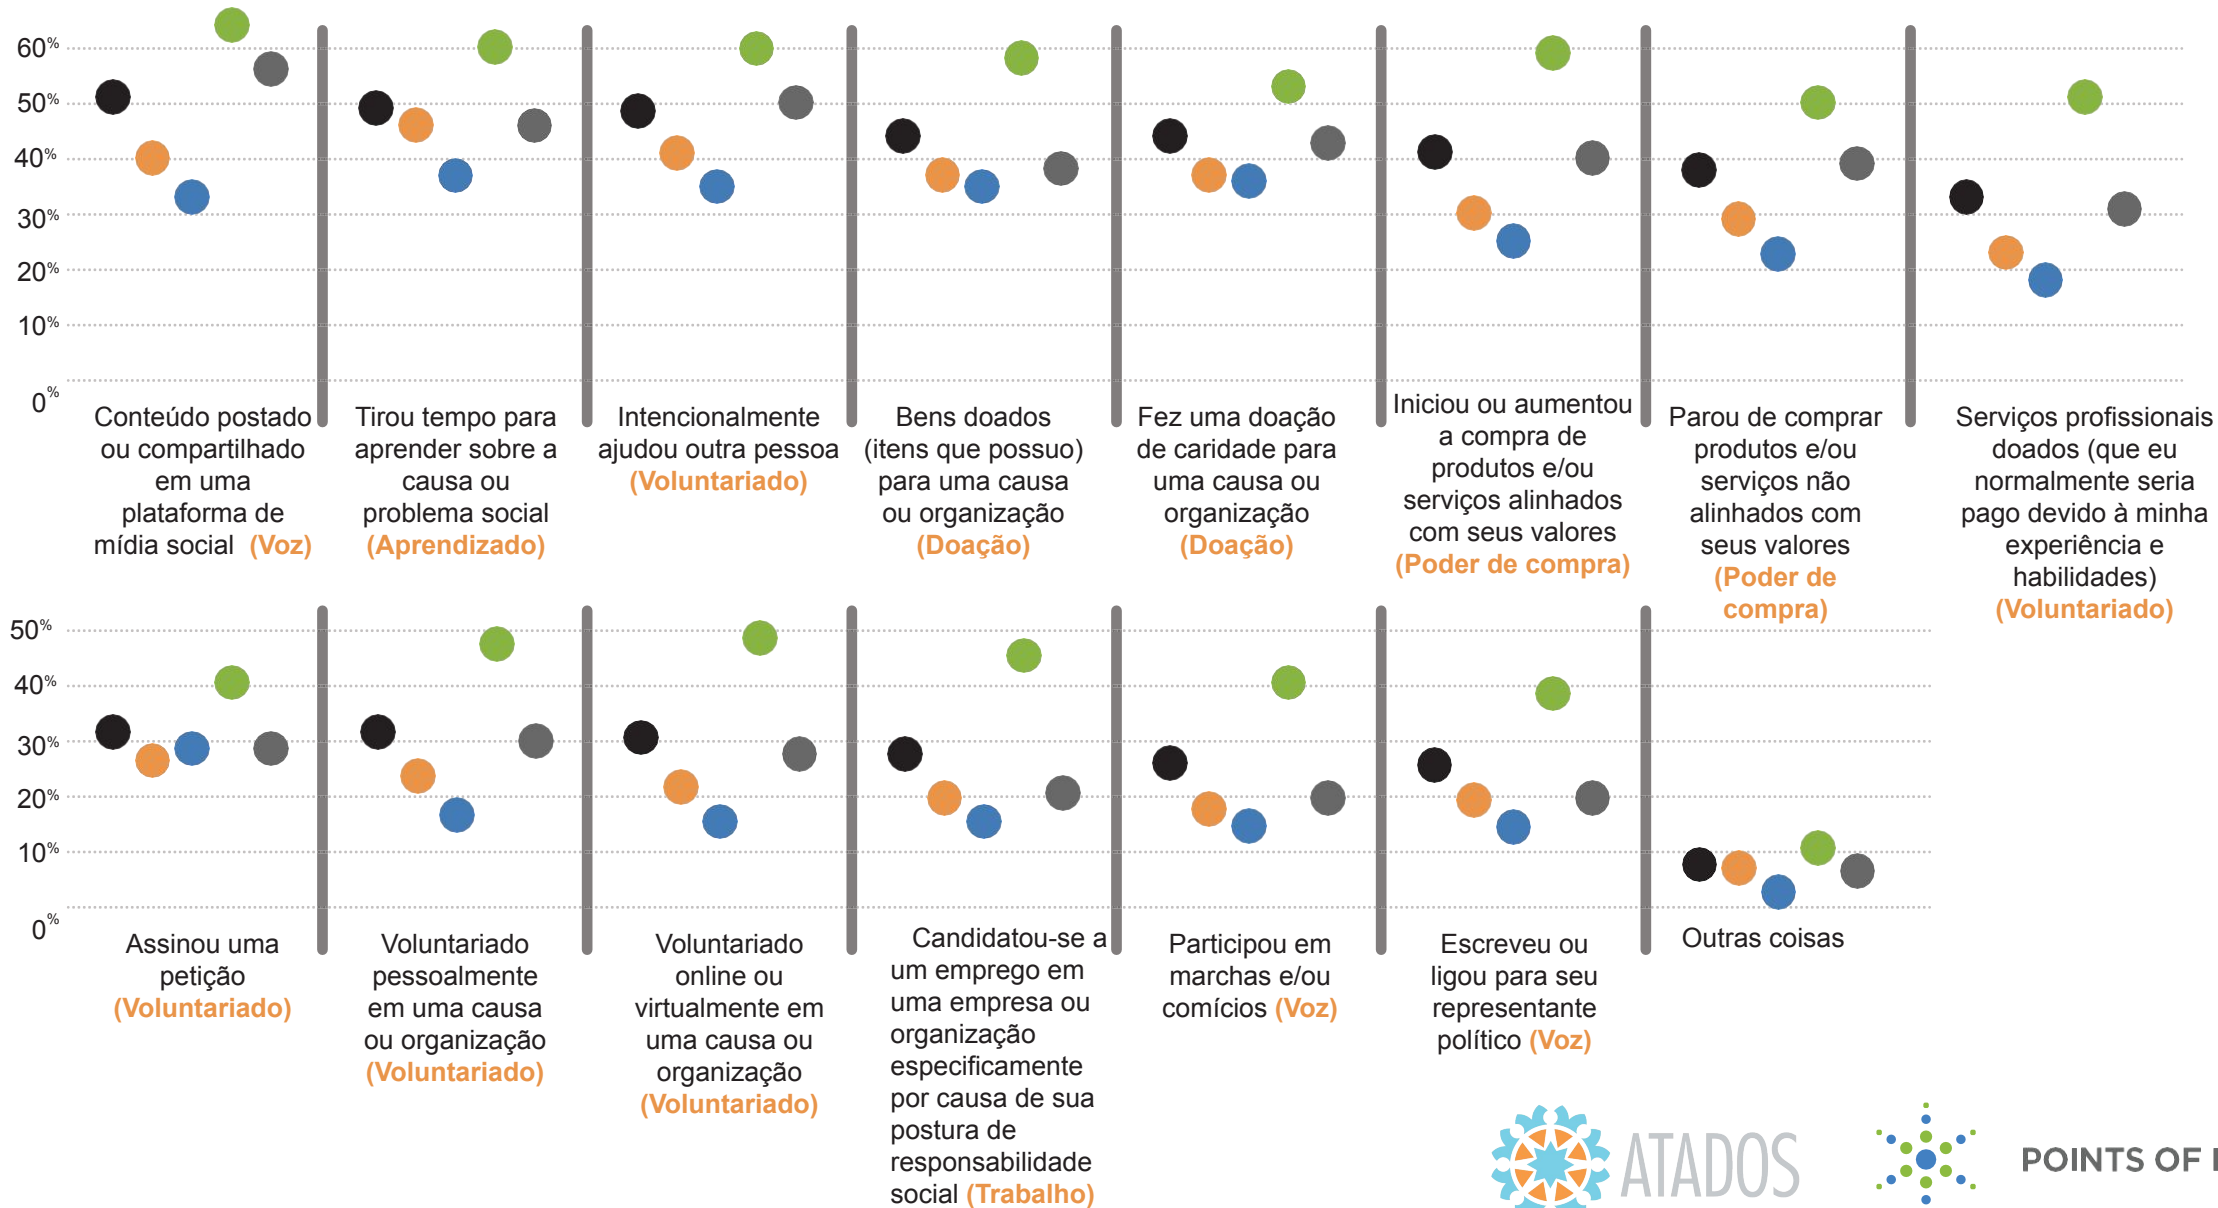 60%
50%
40%
30%
20%
10%
0%
Conteúdo postado
ou compartilhado
em uma
plataforma de
mídia social (Voz)
Tirou tempo para
aprender sobre a
causa ou
problema social
(Aprendizado)
Intencionalmente
ajudou outra pessoa
(Voluntariado)
Bens doados
(itens que possuo)
para uma causa
ou organização
(Doação)
Fez uma doação
de caridade para
uma causa ou
organização
(Doação)
Iniciou ou aumentou
a compra de
produtos e/ou
serviços alinhados
com seus valores
(Poder de compra)
Parou de comprar
produtos e/ou
serviços não
alinhados com
seus valores
(Poder de
compra)
Serviços profissionais
doados (que eu
normalmente seria
pago devido à minha
experiência e
habilidades)
(Voluntariado)
50%
40%
30%
20%
10%
0%
Assinou uma
petição
(Voluntariado)
Voluntariado
pessoalmente
em uma causa
ou organização
(Voluntariado)
Voluntariado
online ou
virtualmente em
uma causa ou
organização
(Voluntariado)
Candidatou-se a
um emprego em
uma empresa ou
organização
especificamente
por causa de sua
postura de
responsabilidade
social (Trabalho)
Participou em
marchas e/ou
comícios (Voz)
Escreveu ou
ligou para seu
representante
político (Voz)
Outras coisas
ATADOS
POINTS OF